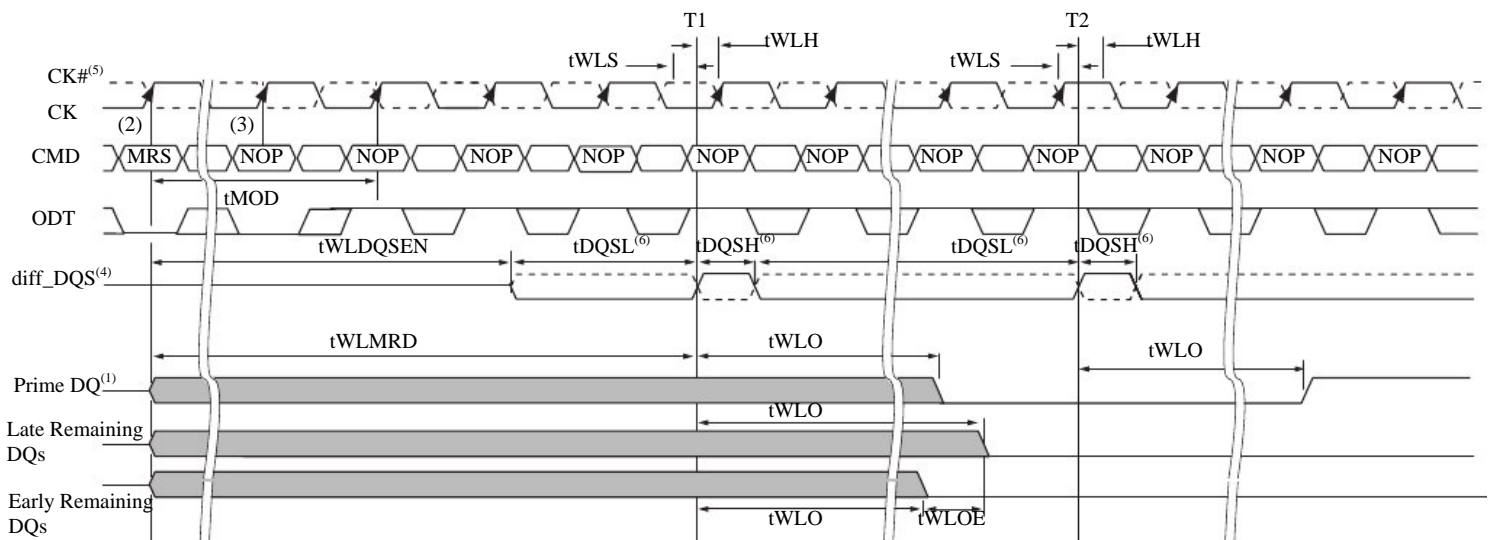 T1 T2
tWLS tWLH tWLS tWLH
CK#(5)
CK
(2) (3)
CMD MRS NOP NOP NOP NOP NOP NOP NOP NOP NOP NOP NOP
tMOD
ODT
tWLDQSEN tDQSL(6) tDQSH(6) tDQSL(6) tDQSH(6)
diff_DQS(4)
tWLMRD tWLO tWLO
Prime DQ(1)
tWLO
Late Remaining
DQs
Early Remaining
DQs
tWLO tWLOE